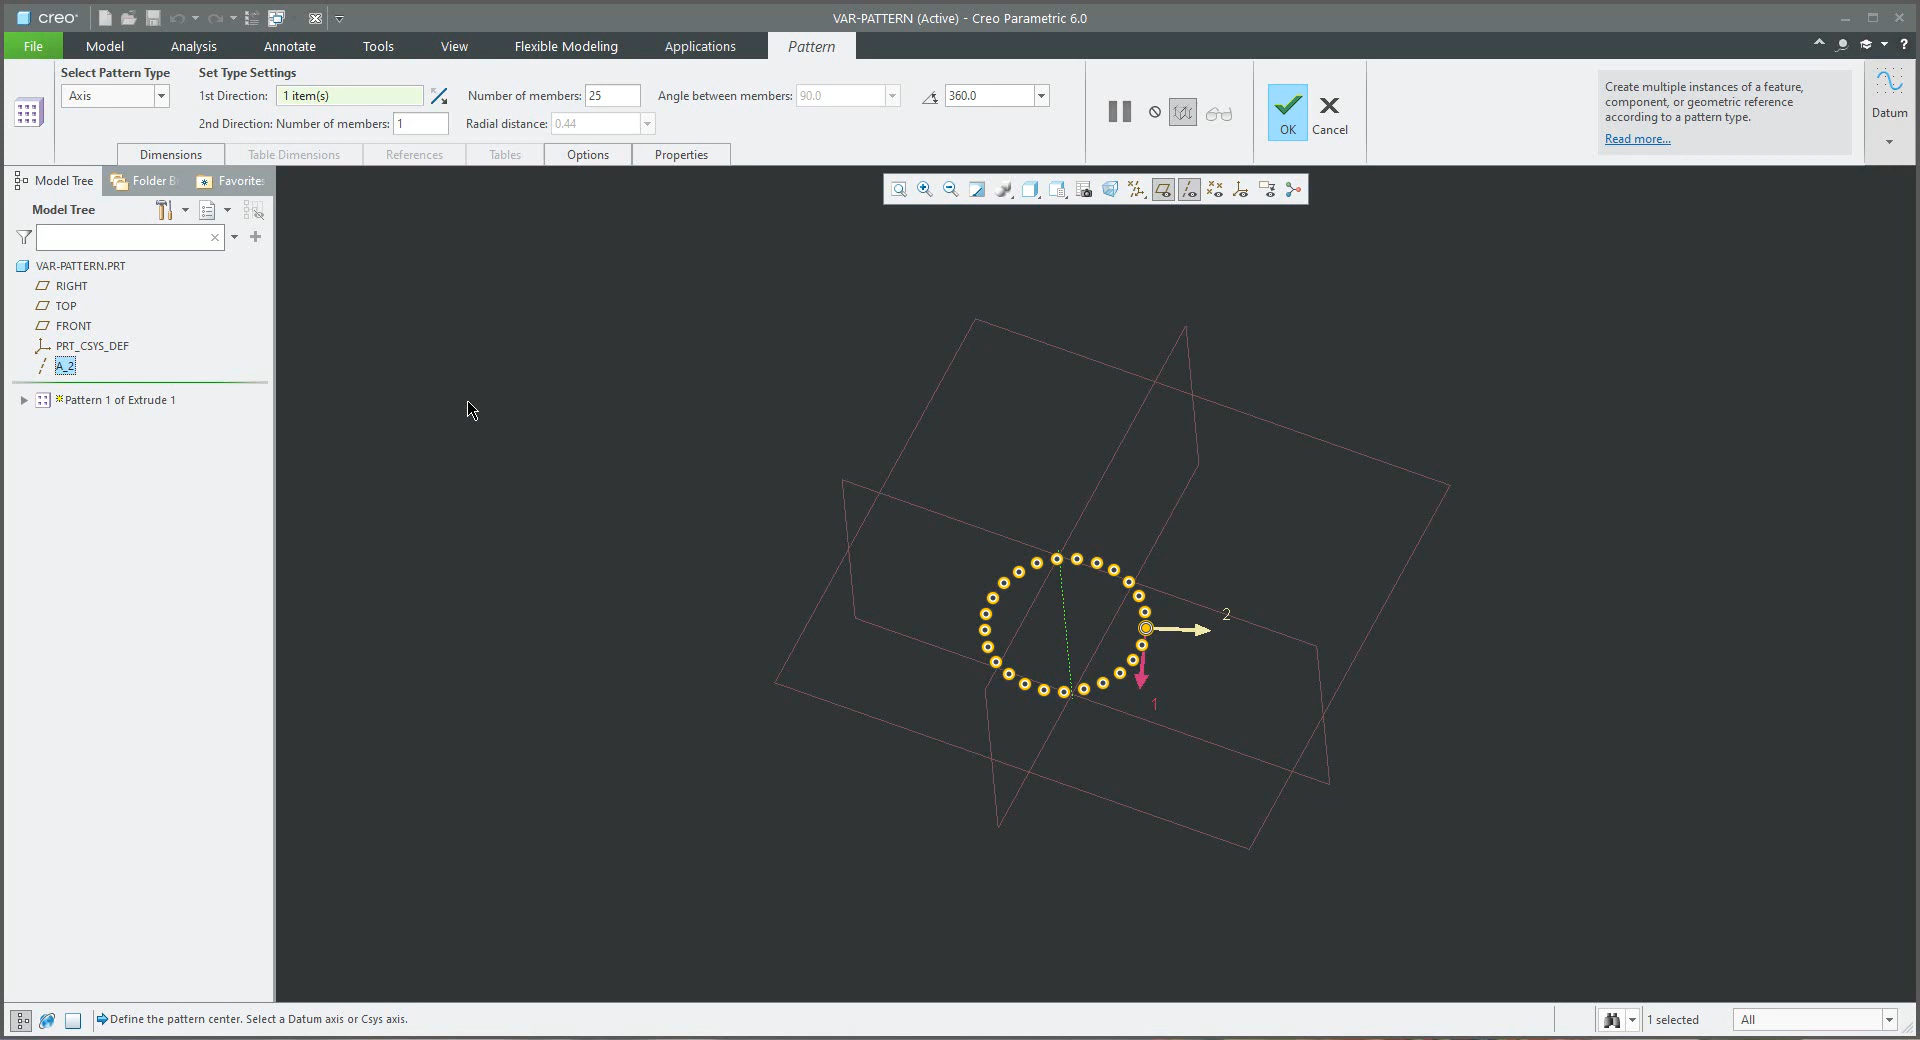 creo
VAR-PATTERN (Active) - Creo Parametric 6.0
File Model Analysis Annotate Tools View Flexible Modeling Applications Pattern
Select Pattern Type
Axis
Set Type Settings
1st Direction: 1 item(s) Number of members: 25 Angle between members: 90.0 360.0
2nd Direction: Number of members: 1 Radial distance: 0.44
Dimensions Table Dimensions References Tables Options Properties
OK Cancel
Create multiple instances of a feature,
component, or geometric reference
according to a pattern type.
Read more...
Datum
Model Tree Folder B Favorite
Model Tree
VAR-PATTERN.PRT
RIGHT
TOP
FRONT
PRT_CSYS_DEF
A_2
Pattern 1 of Extrude 1
2
1
Define the pattern center. Select a Datum axis or Csys axis.
1 selected All